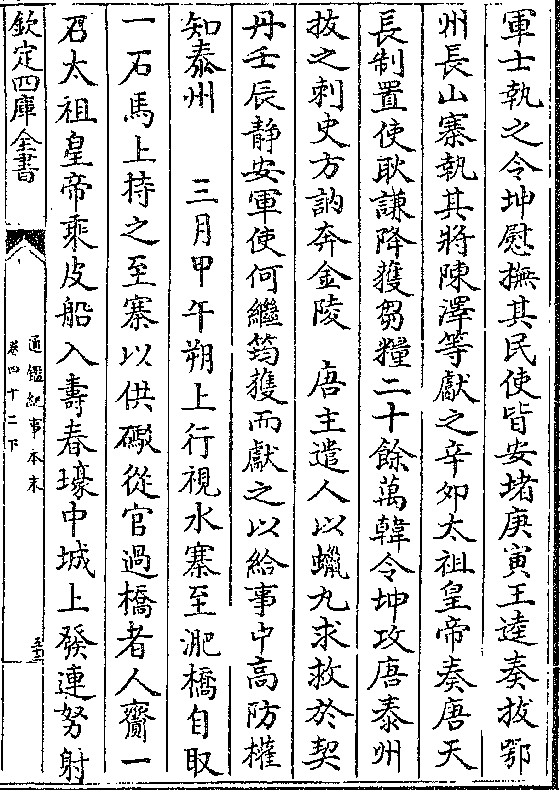 軍士執之令坤慰撫其民使皆安堵庚寅王逵奏拔鄂
州長山寨執其將陳澤等獻之辛夘太祖皇帝奏唐天
長制置使耿謙降獲芻糧二十餘萬韓令坤攻唐泰州
拔之刺史方訥奔金陵　唐主遣人以蠟丸求救於契
丹壬辰靜安軍使何繼筠獲而獻之以給事中高防權
知泰州　三月甲午朔上行視水寨至淝橋自取
一石馬上持之至寨以供礟從官過橋者人齎一
石太祖皇帝乘皮船入壽春壕中城上發連弩射
欽定四庫全書
通鑑紀事本末
卷四十二下